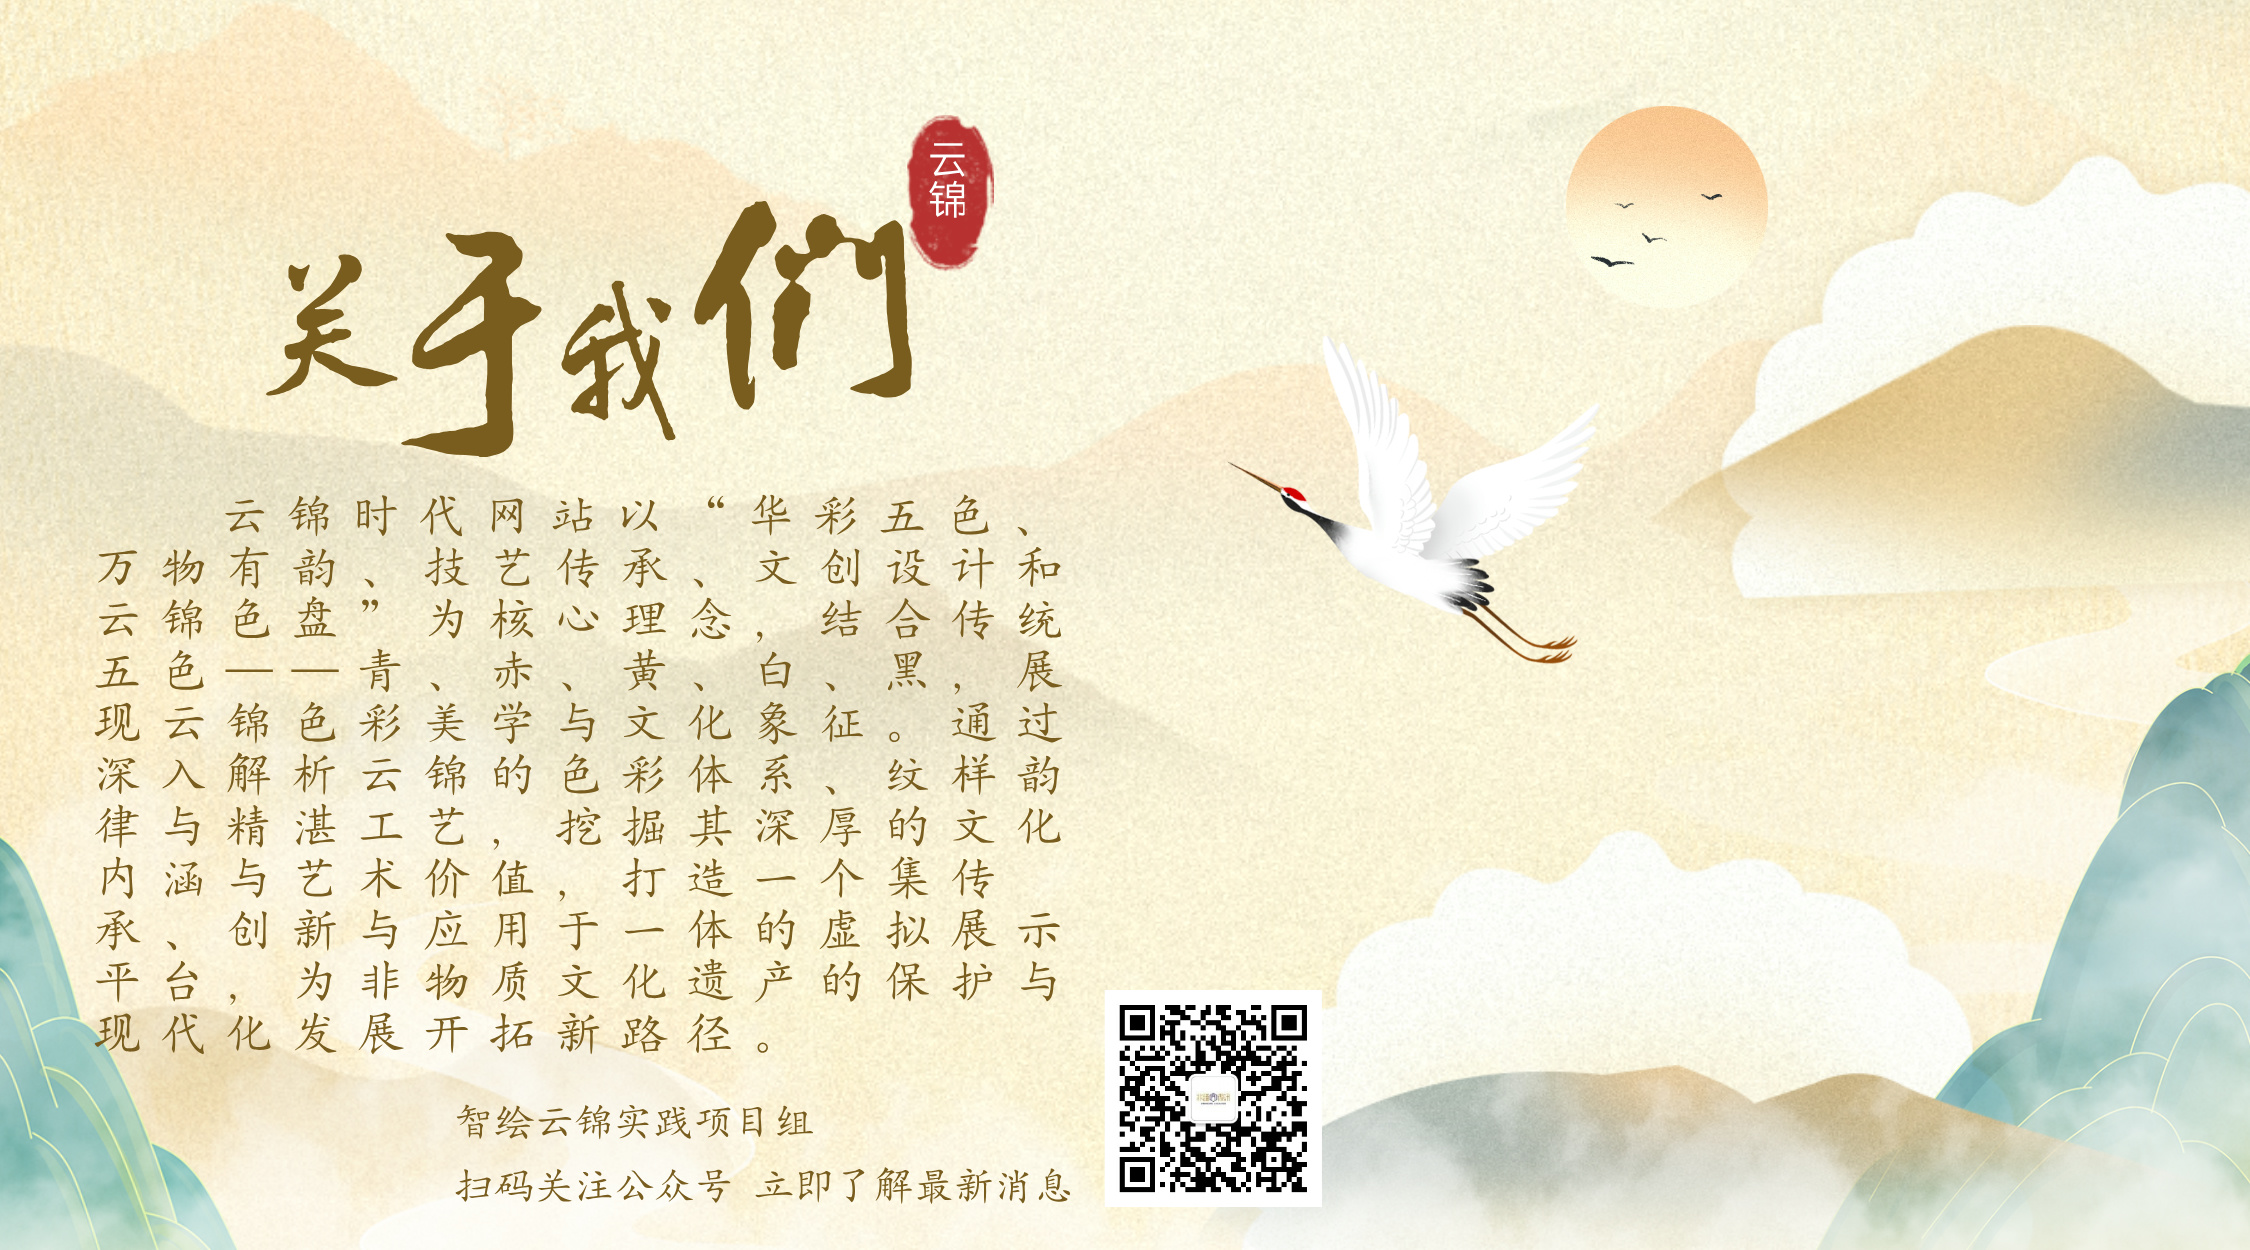 云
锦
关于我们
云锦时代网站以“华彩五色、
万物有韵、技艺传承、文创设计和
云锦色盘”为核心理念，结合传统
五色——青、赤、黄、白、黑，展
现云锦色彩美学与文化象征。通过
深入解析云锦的色彩体系、纹样韵
律与精湛工艺，挖掘其深厚的文化
内涵与艺术价值，打造一个集传
承、创新与应用于一体的虚拟展示
平台，为非物质文化遗产的保护与
现代化发展开拓新路径。
智绘云锦实践项目组
扫码关注公众号 立即了解最新消息